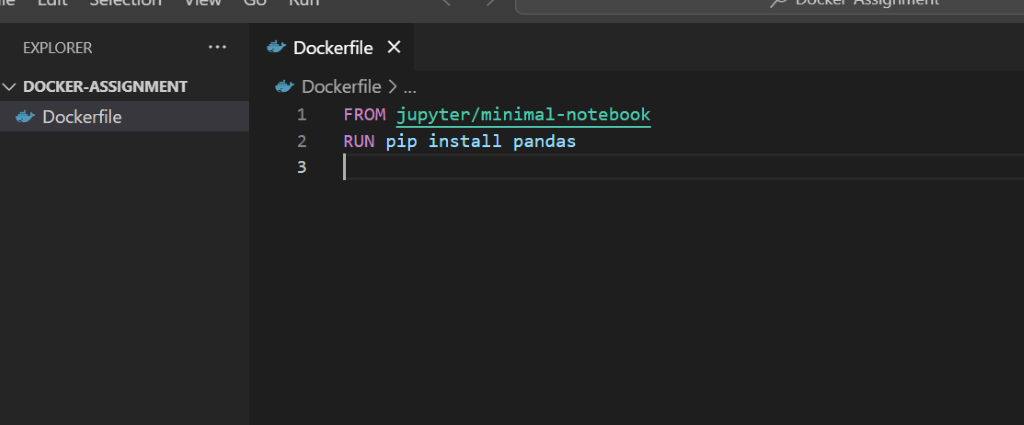 Edit Selection View Go Run Docker-Assignment
EXPLORER ...
Dockerfile
DOCKER-ASSIGNMENT
Dockerfile > ...
Dockerfile
1 FROM jupyter/minimal-notebook
2 RUN pip install pandas
3